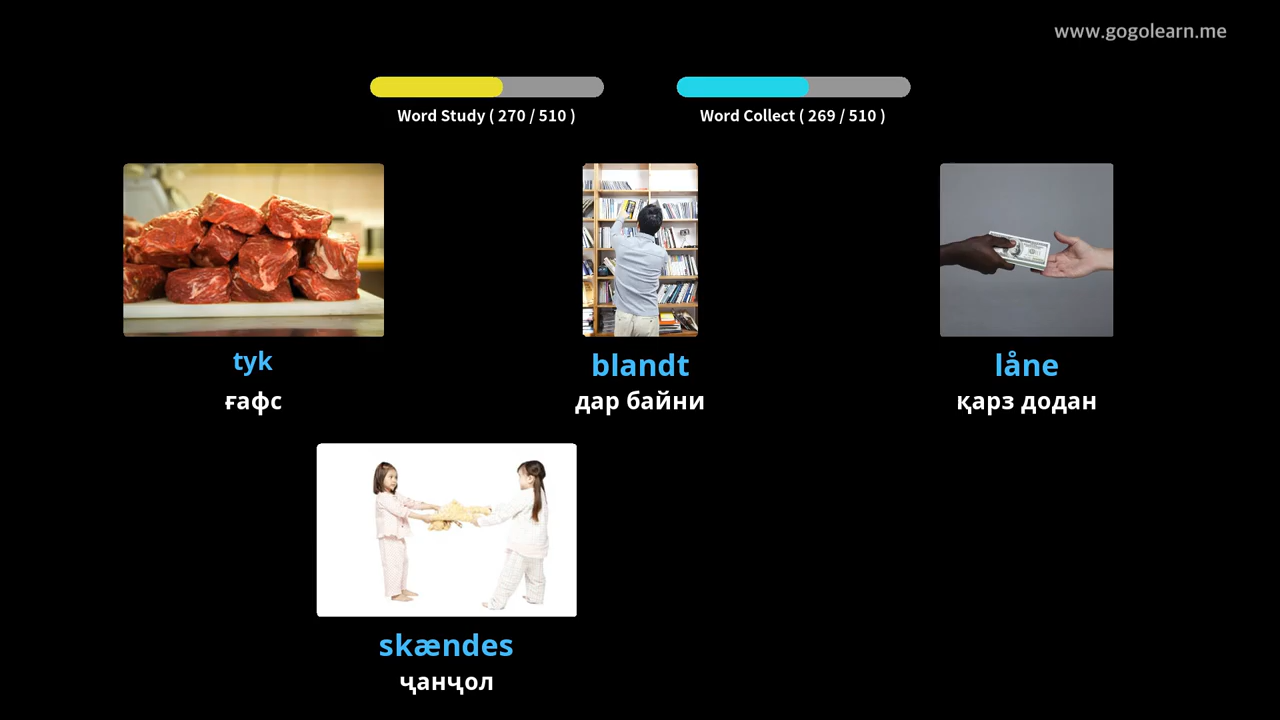 www.gogolearn.me
Word Study ( 270 / 510 )
Word Collect ( 269 / 510 )
tyk
ғафс
blandt
дар байни
låne
қарз додан
skændes
ҷанҷол